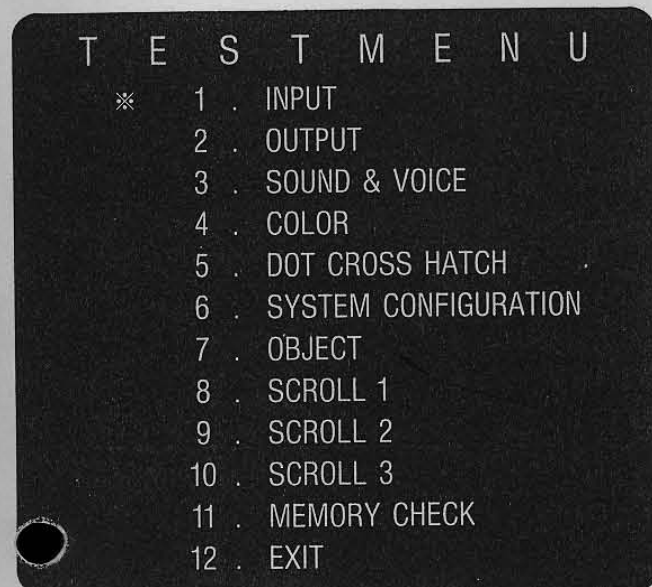 T E S T M E N U
※ 1 . INPUT
2 . OUTPUT
3 . SOUND & VOICE
4 . COLOR
5 . DOT CROSS HATCH
6 . SYSTEM CONFIGURATION
7 . OBJECT
8 . SCROLL 1
9 . SCROLL 2
10 . SCROLL 3
11 . MEMORY CHECK
12 . EXIT